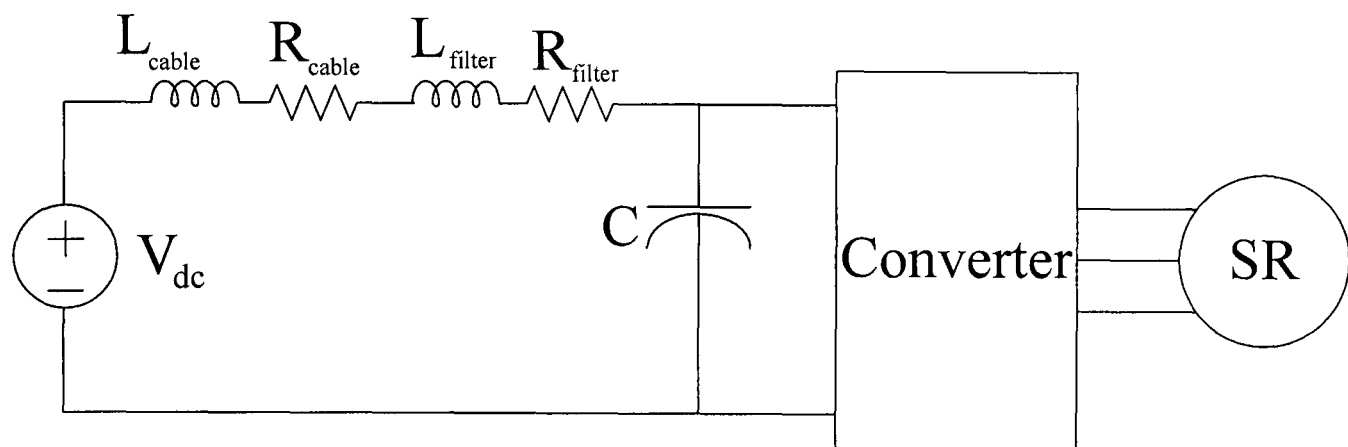 L_cable R_cable L_filter R_filter
+
−
V_dc
C
Converter
SR